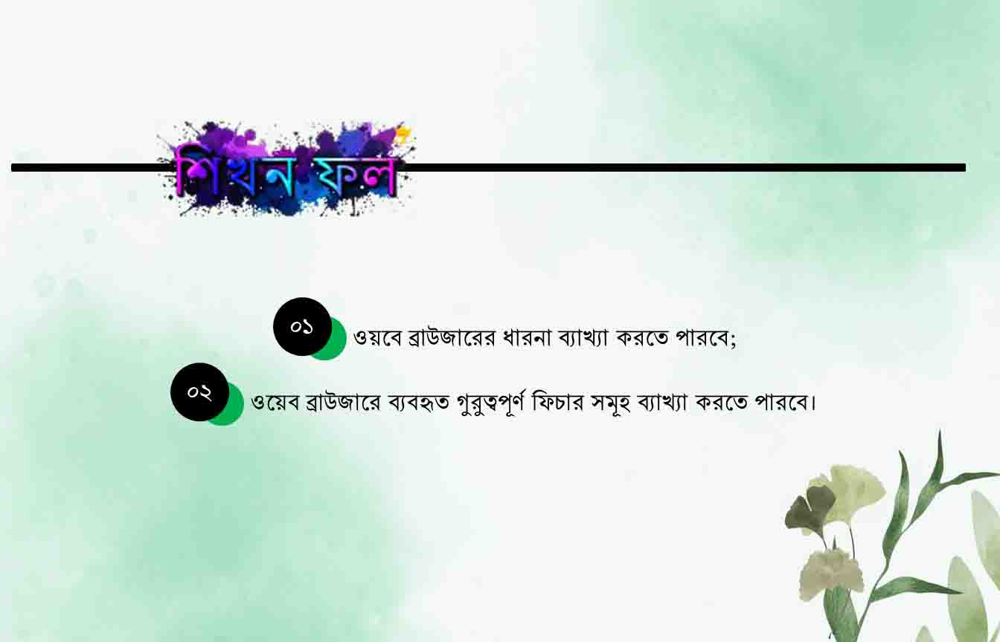 শিখন ফল
০১
ওয়বে ব্রাউজারের ধারনা ব্যাখ্যা করতে পারবে;
০২
ওয়েব ব্রাউজারে ব্যবহৃত গুরুত্বপূর্ণ ফিচার সমূহ ব্যাখ্যা করতে পারবে।